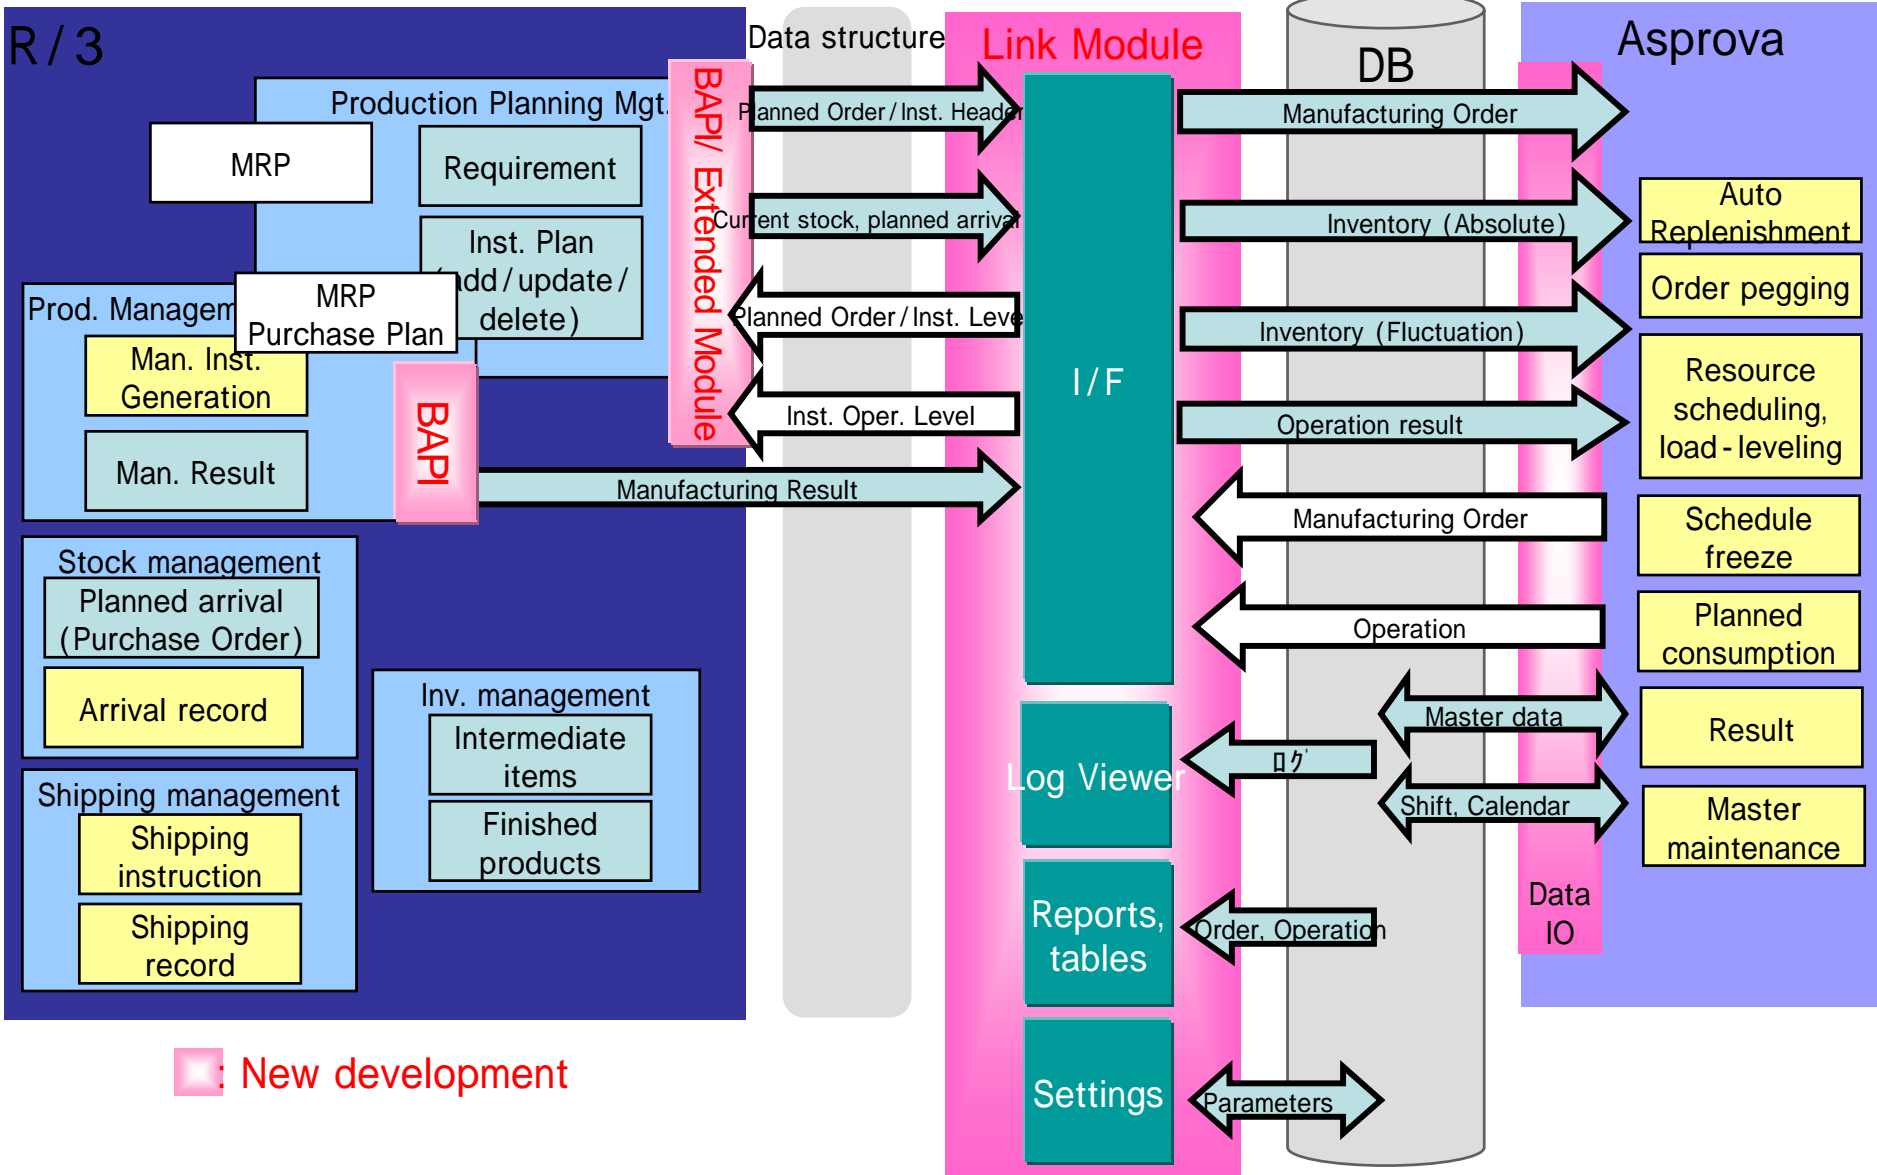 R/3
Production Planning Mgt.
MRP
Requirement
Inst. Plan
(add/update/
delete)
MRP
Purchase Plan
Prod. Managem
Man. Inst.
Generation
Man. Result
BAPI
BAPI/ Extended Module
Stock management
Planned arrival
(Purchase Order)
Arrival record
Inv. management
Intermediate
items
Finished
products
Shipping management
Shipping
instruction
Shipping
record
: New development
Data structure
Planned Order/Inst. Header
Current stock, planned arrival
Planned Order/Inst. Leve
Inst. Oper. Level
Manufacturing Result
Link Module
I/F
Log Viewer
Reports,
tables
Settings
DB
Manufacturing Order
Inventory (Absolute)
Inventory (Fluctuation)
Operation result
Manufacturing Order
Operation
Master data
ﾛｸﾞ
Shift, Calendar
Order, Operation
Parameters
Asprova
Data
IO
Auto
Replenishment
Order pegging
Resource
scheduling,
load-leveling
Schedule
freeze
Planned
consumption
Result
Master
maintenance